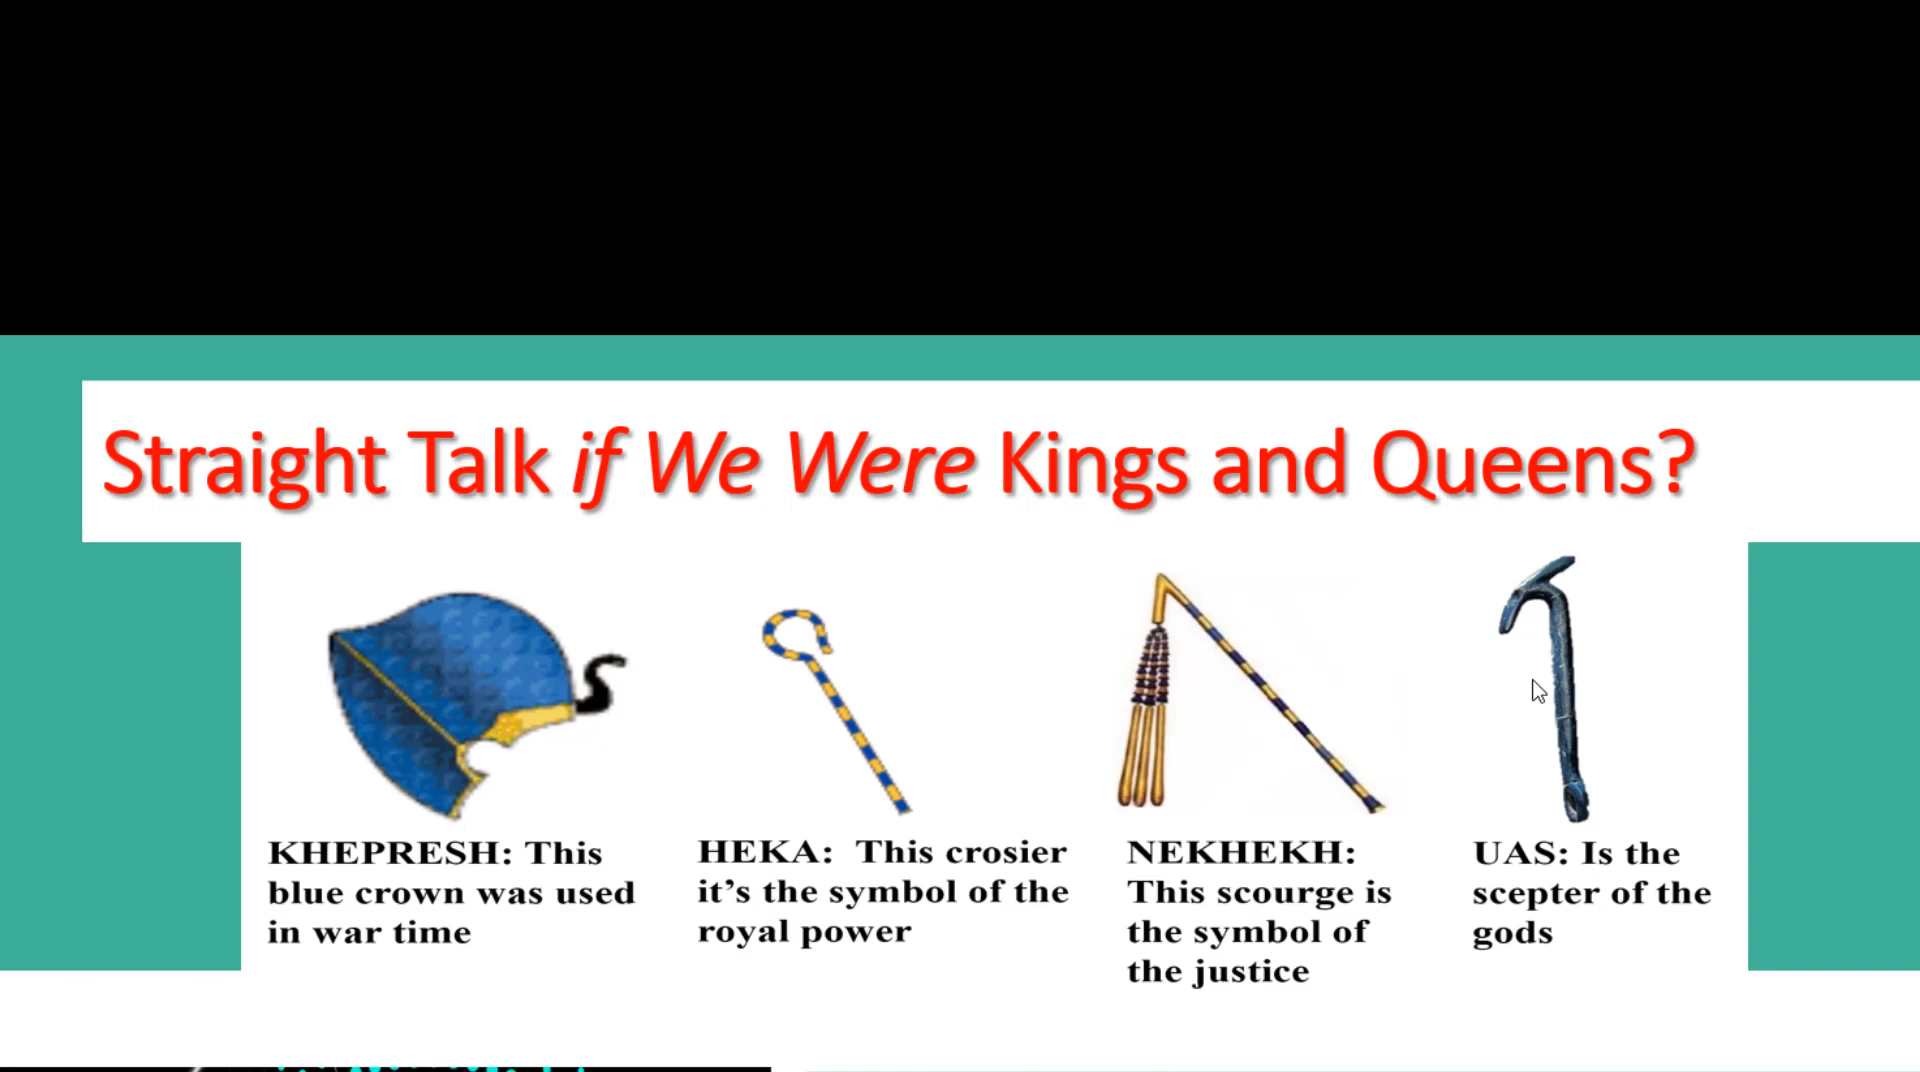 Straight Talk if We Were Kings and Queens?
KHEPRESH: This
blue crown was used
in war time
HEKA: This crosier
it's the symbol of the
royal power
NEKHEKH:
This scourge is
the symbol of
the justice
UAS: Is the
scepter of the
gods